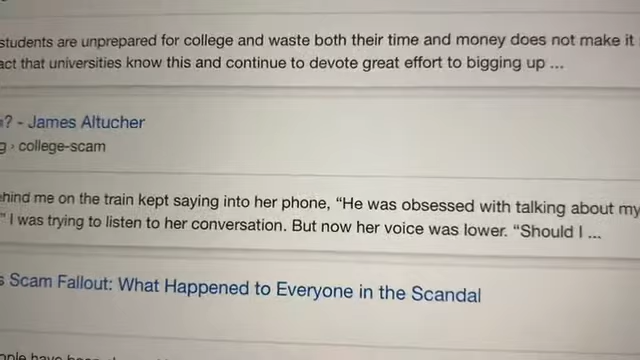 students are unprepared for college and waste both their time and money does not make it
act that universities know this and continue to devote great effort to bigging up ...
? - James Altucher
g › college-scam
hind me on the train kept saying into her phone, “He was obsessed with talking about my
” I was trying to listen to her conversation. But now her voice was lower. “Should I ...
s Scam Fallout: What Happened to Everyone in the Scandal